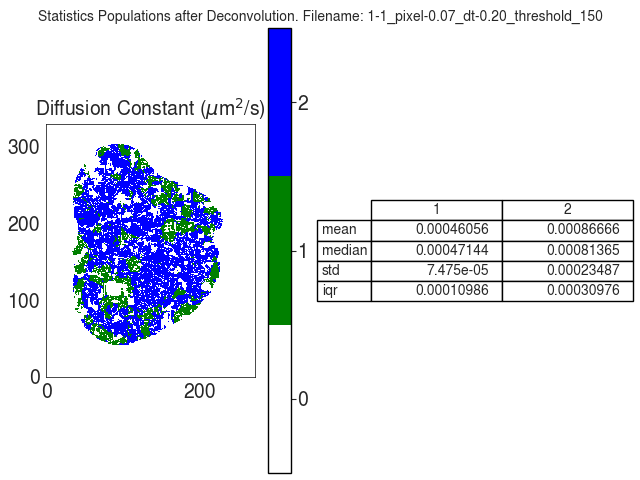 Statistics Populations after Deconvolution. Filename: 1-1_pixel-0.07_dt-0.20_threshold_150
Diffusion Constant (μm²/s)
300
200
100
0
0 200
2
1
0
1 2
mean 0.00046056 0.00086666
median 0.00047144 0.00081365
std 7.475e-05 0.00023487
iqr 0.00010986 0.00030976